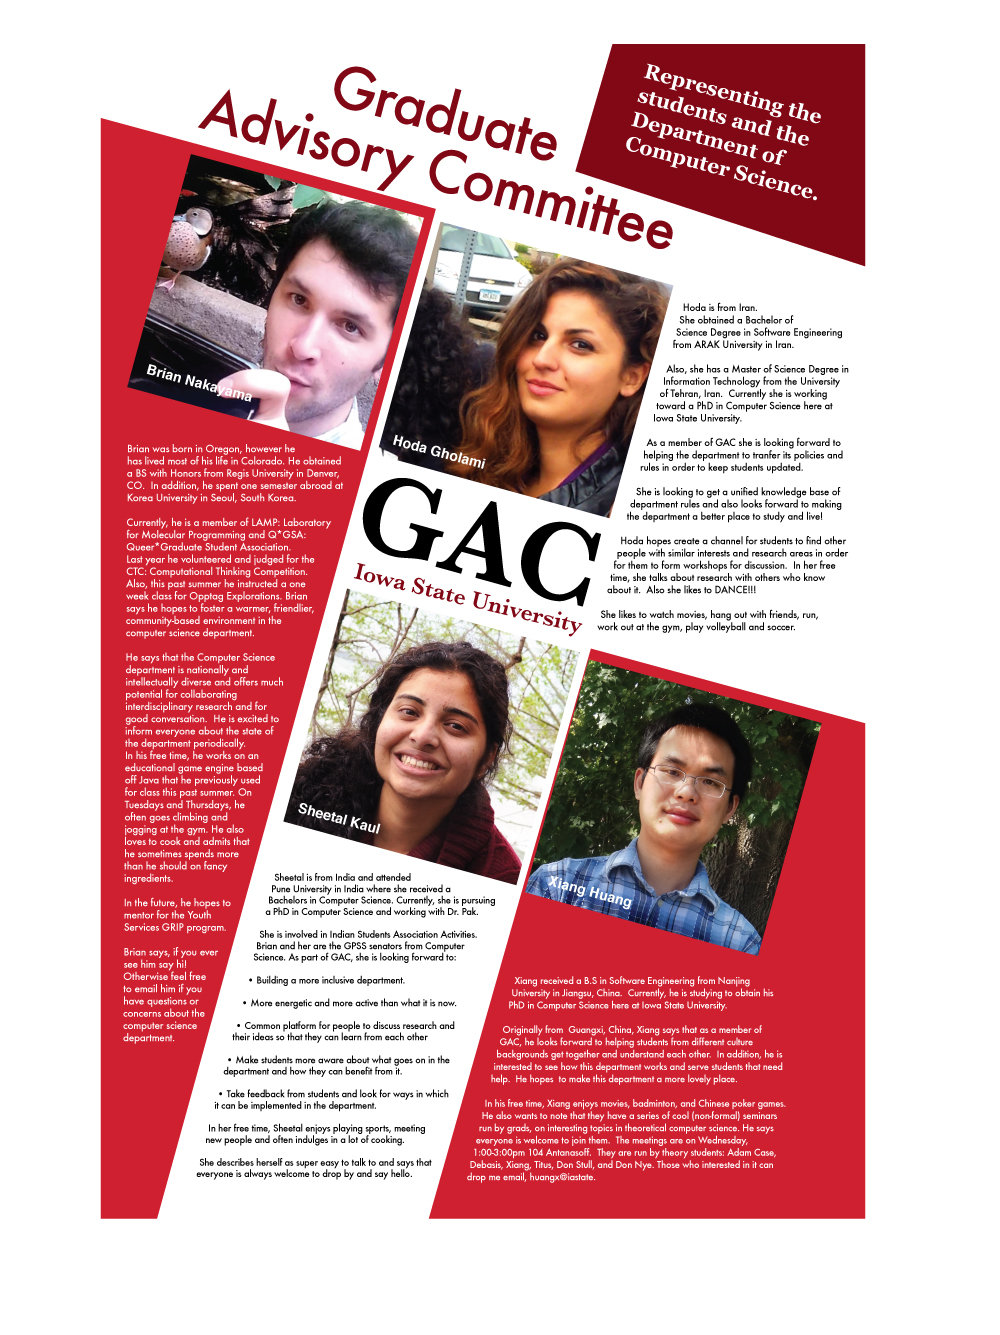 Graduate
Advisory Committee
Representing the
students and the
Department of
Computer Science.
Brian Nakayama
Brian was born in Oregon, however he
has lived most of his life in Colorado. He obtained
a BS with Honors from Regis University in Denver,
CO. In addition, he spent one semester abroad at
Korea University in Seoul, South Korea.
Currently, he is a member of LAMP: Laboratory
for Molecular Programming and Q*GSA:
Queer*Graduate Student Association.
Last year he volunteered and judged for the
CTC: Computational Thinking Competition.
Also, this past summer he instructed a one
week class for Opptag Explorations. Brian
says he hopes to foster a warmer, friendlier,
community-based environment in the
computer science department.
He says that the Computer Science
department is nationally and
intellectually diverse and offers much
potential for collaborating
interdisciplinary research and for
good conversation. He is excited to
inform everyone about the state of
the department periodically.
In his free time, he works on an
educational game engine based
off Java that he previously used
for class this past summer. On
Tuesdays and Thursdays, he
often goes climbing and
jogging at the gym. He also
loves to cook and admits that
he sometimes spends more
than he should on fancy
ingredients.
In the future, he hopes to
mentor for the Youth
Services GRIP program.
Brian says, if you ever
see him say hi!
Otherwise feel free
to email him if you
have questions or
concerns about the
computer science
department.
Hoda Gholami
Hoda is from Iran.
She obtained a Bachelor of
Science Degree in Software Engineering
from ARAK University in Iran.
Also, she has a Master of Science Degree in
Information Technology from the University
of Tehran, Iran. Currently she is working
toward a PhD in Computer Science here at
Iowa State University.
As a member of GAC she is looking forward to
helping the department to tranfer its policies and
rules in order to keep students updated.
She is looking to get a unified knowledge base of
department rules and also looks forward to making
the department a better place to study and live!
Hoda hopes create a channel for students to find other
people with similar interests and research areas in order
for them to form workshops for discussion. In her free
time, she talks about research with others who know
about it. Also she likes to DANCE!!!
She likes to watch movies, hang out with friends, run,
work out at the gym, play volleyball and soccer.
GAC
Iowa State University
Sheetal Kaul
Sheetal is from India and attended
Pune University in India where she received a
Bachelors in Computer Science. Currently, she is pursuing
a PhD in Computer Science and working with Dr. Pak.
She is involved in Indian Students Association Activities.
Brian and her are the GPSS senators from Computer
Science. As part of GAC, she is looking forward to:
• Building a more inclusive department.
• More energetic and more active than what it is now.
• Common platform for people to discuss research and
their ideas so that they can learn from each other
• Make students more aware about what goes on in the
department and how they can benefit from it.
• Take feedback from students and look for ways in which
it can be implemented in the department.
In her free time, Sheetal enjoys playing sports, meeting
new people and often indulges in a lot of cooking.
She describes herself as super easy to talk to and says that
everyone is always welcome to drop by and say hello.
Xiang Huang
Xiang received a B.S in Software Engineering from Nanjing
University in Jiangsu, China. Currently, he is studying to obtain his
PhD in Computer Science here at Iowa State University.
Originally from Guangxi, China, Xiang says that as a member of
GAC, he looks forward to helping students from different culture
backgrounds get together and understand each other. In addition, he is
interested to see how this department works and serve students that need
help. He hopes to make this department a more lovely place.
In his free time, Xiang enjoys movies, badminton, and Chinese poker games.
He also wants to note that they have a series of cool (non-formal) seminars
run by grads, on interesting topics in theoretical computer science. He says
everyone is welcome to join them. The meetings are on Wednesday,
1:00-3:00pm 104 Antanasoff. They are run by theory students: Adam Case,
Debasis, Xiang, Titus, Don Stull, and Don Nye. Those who interested in it can
drop me email, huangx@iastate.